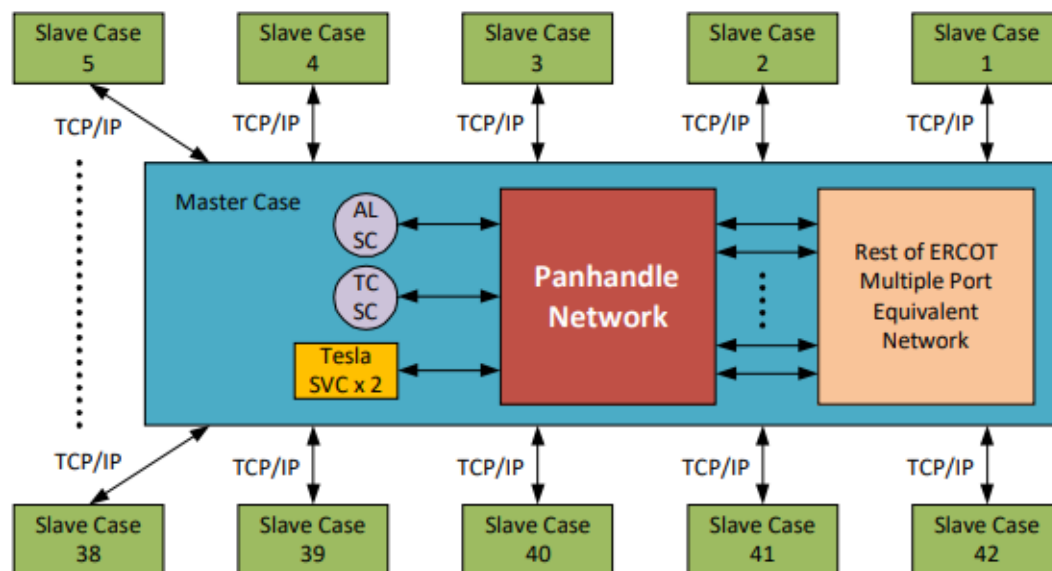 Slave Case
5
Slave Case
4
Slave Case
3
Slave Case
2
Slave Case
1
TCP/IP
TCP/IP
TCP/IP
TCP/IP
TCP/IP
Master Case
AL
SC
TC
SC
Tesla
SVC x 2
Panhandle
Network
Rest of ERCOT
Multiple Port
Equivalent
Network
TCP/IP
TCP/IP
TCP/IP
TCP/IP
TCP/IP
Slave Case
38
Slave Case
39
Slave Case
40
Slave Case
41
Slave Case
42